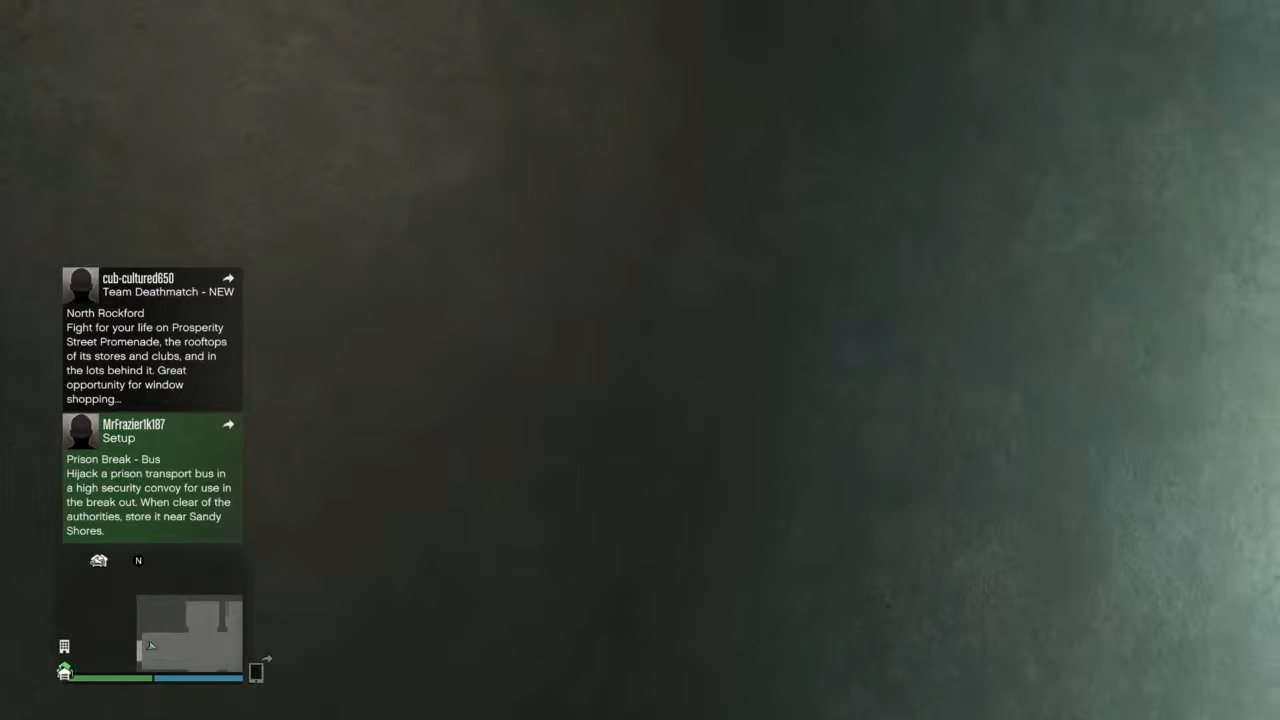 cub-cultured650
Team Deathmatch - NEW
North Rockford
Fight for your life on Prosperity
Street Promenade, the rooftops
of its stores and clubs, and in
the lots behind it. Great
opportunity for window
shopping...
MrFrazier1k187
Setup
Prison Break - Bus
Hijack a prison transport bus in
a high security convoy for use in
the break out. When clear of the
authorities, store it near Sandy
Shores.
N